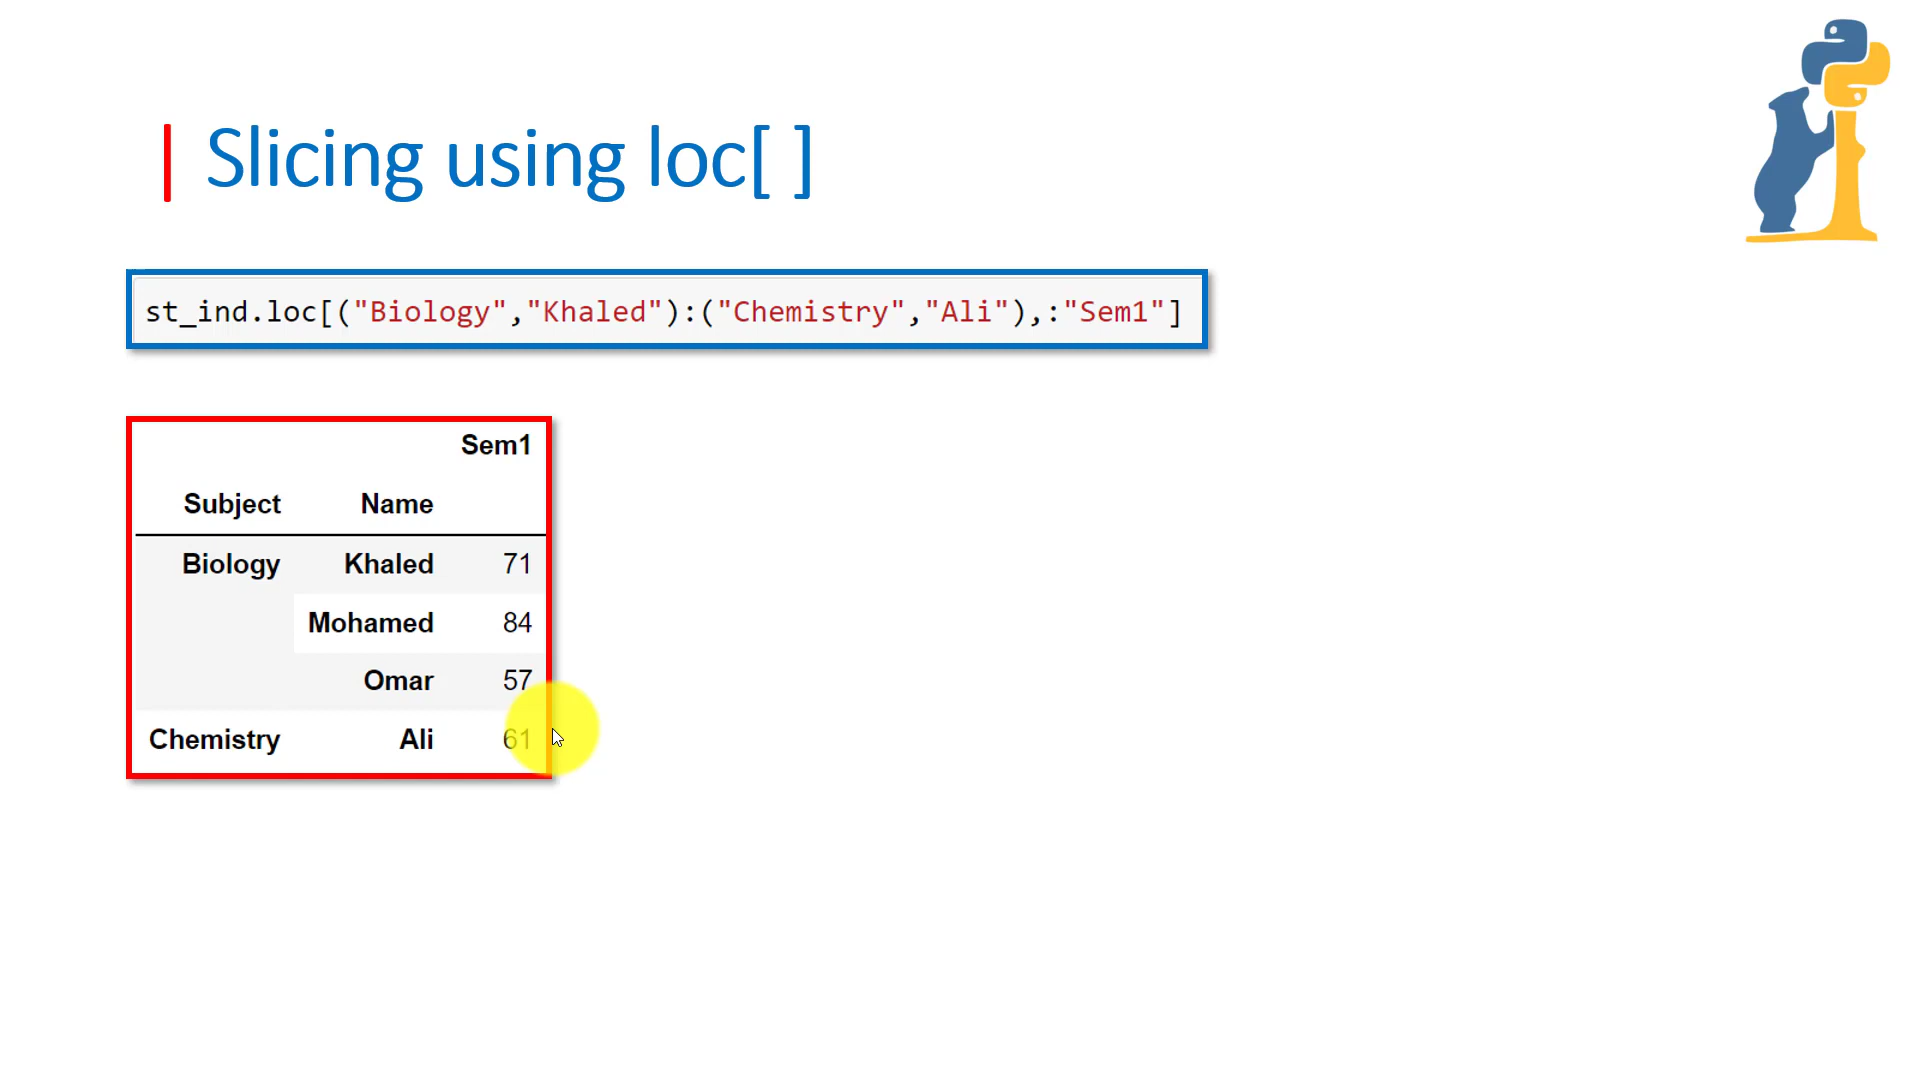 | Slicing using loc[ ]
st_ind.loc[("Biology","Khaled"):("Chemistry","Ali"),:"Sem1"]
Sem1
Subject Name
Biology Khaled 71
Mohamed 84
Omar 57
Chemistry Ali 61